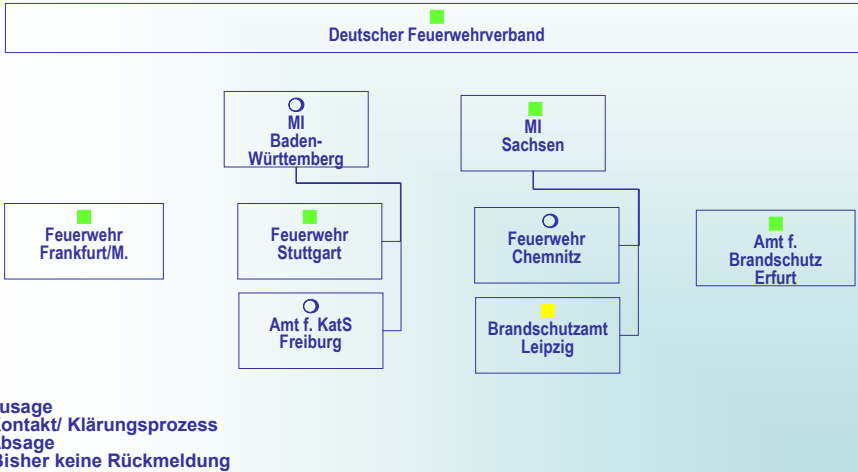 Deutscher Feuerwehrverband
MI
Baden-
Württemberg
MI
Sachsen
Feuerwehr
Frankfurt/M.
Feuerwehr
Stuttgart
Feuerwehr
Chemnitz
Amt f.
Brandschutz
Erfurt
Amt f. KatS
Freiburg
Brandschutzamt
Leipzig
usage
ontakt/ Klärungsprozess
bsage
Bisher keine Rückmeldung